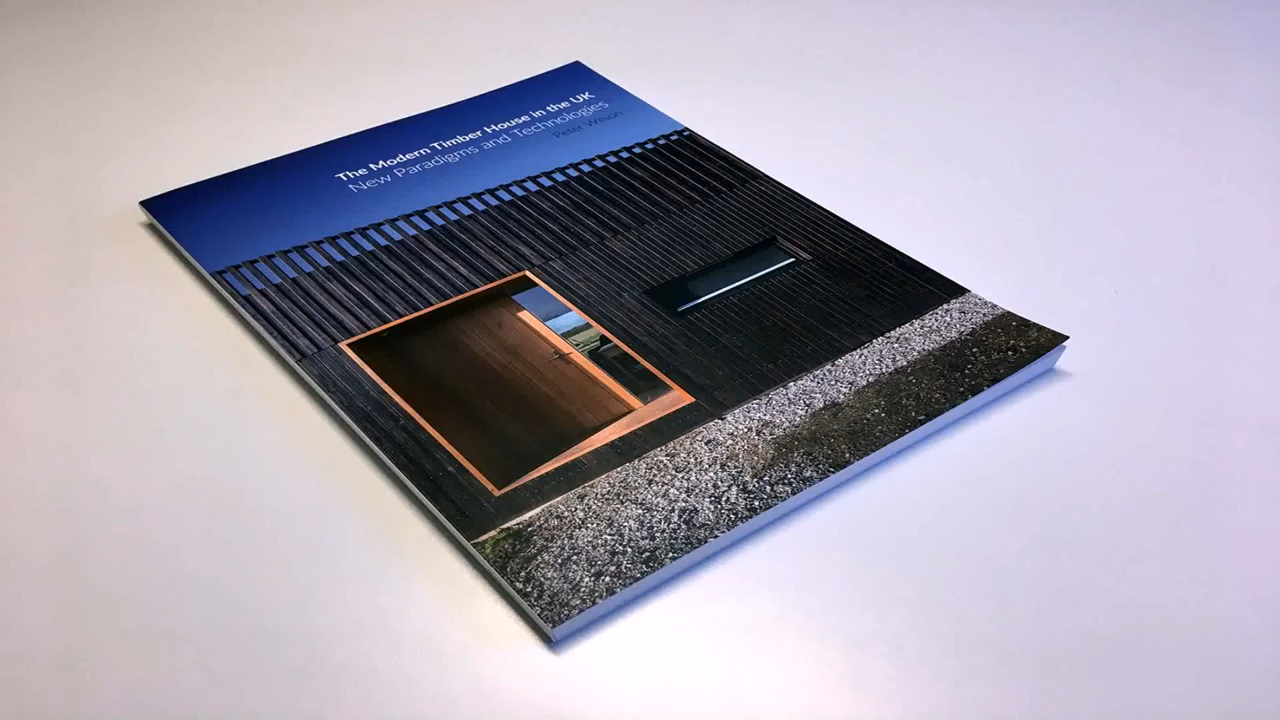 The Modern Timber House in the UK
New Paradigms and Technologies
Peter Wilson